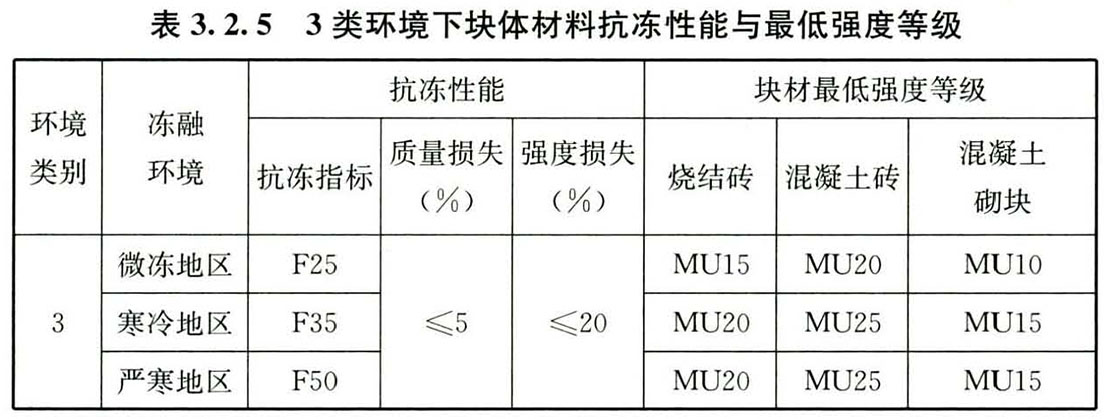 表 3.2.5 3 类环境下块体材料抗冻性能与最低强度等级
环境类别 冻融环境 抗冻性能 块材最低强度等级
抗冻指标 质量损失(%) 强度损失(%) 烧结砖 混凝土砖 混凝土砌块
3 微冻地区 F25 ≤5 ≤20 MU15 MU20 MU10
寒冷地区 F35 MU20 MU25 MU15
严寒地区 F50 MU20 MU25 MU15